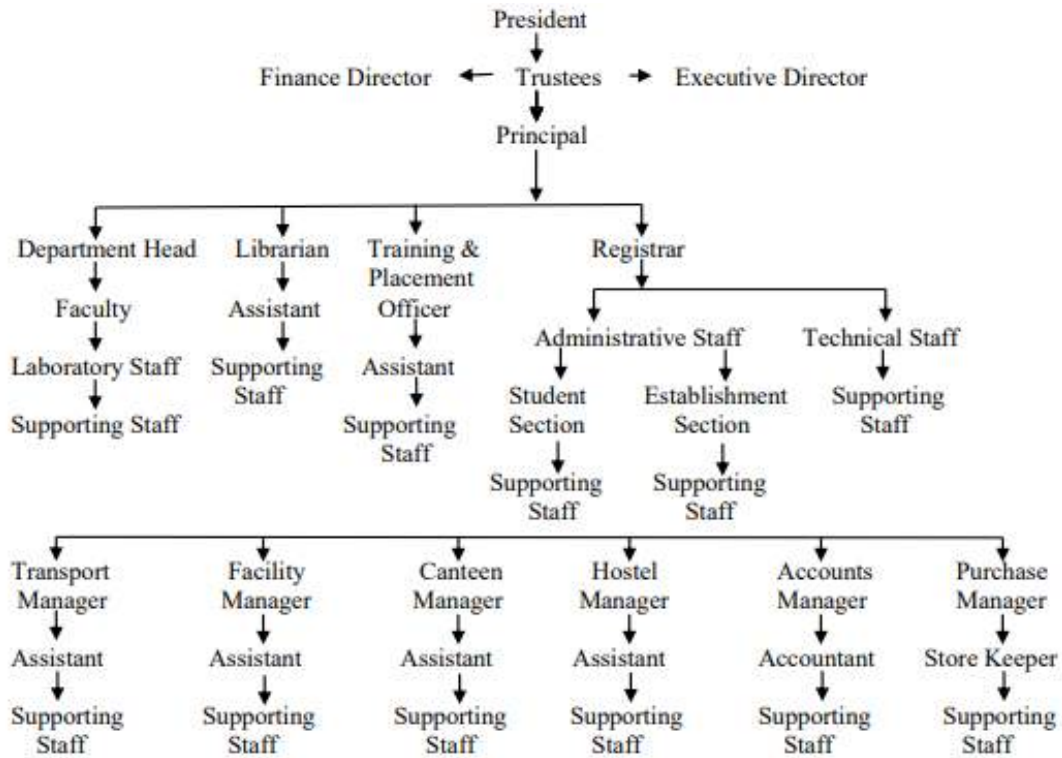 President
Finance Director Trustees Executive Director
Principal
Department Head Librarian Training & Registrar
Placement
Faculty Assistant Officer
Administrative Staff Technical Staff
Laboratory Staff Supporting Assistant
Staff Student Establishment Supporting
Supporting Staff Supporting Section Section Staff
Staff
Supporting Supporting
Staff Staff
Transport Facility Canteen Hostel Accounts Purchase
Manager Manager Manager Manager Manager Manager
Assistant Assistant Assistant Assistant Accountant Store Keeper
Supporting Supporting Supporting Supporting Supporting Supporting
Staff Staff Staff Staff Staff Staff